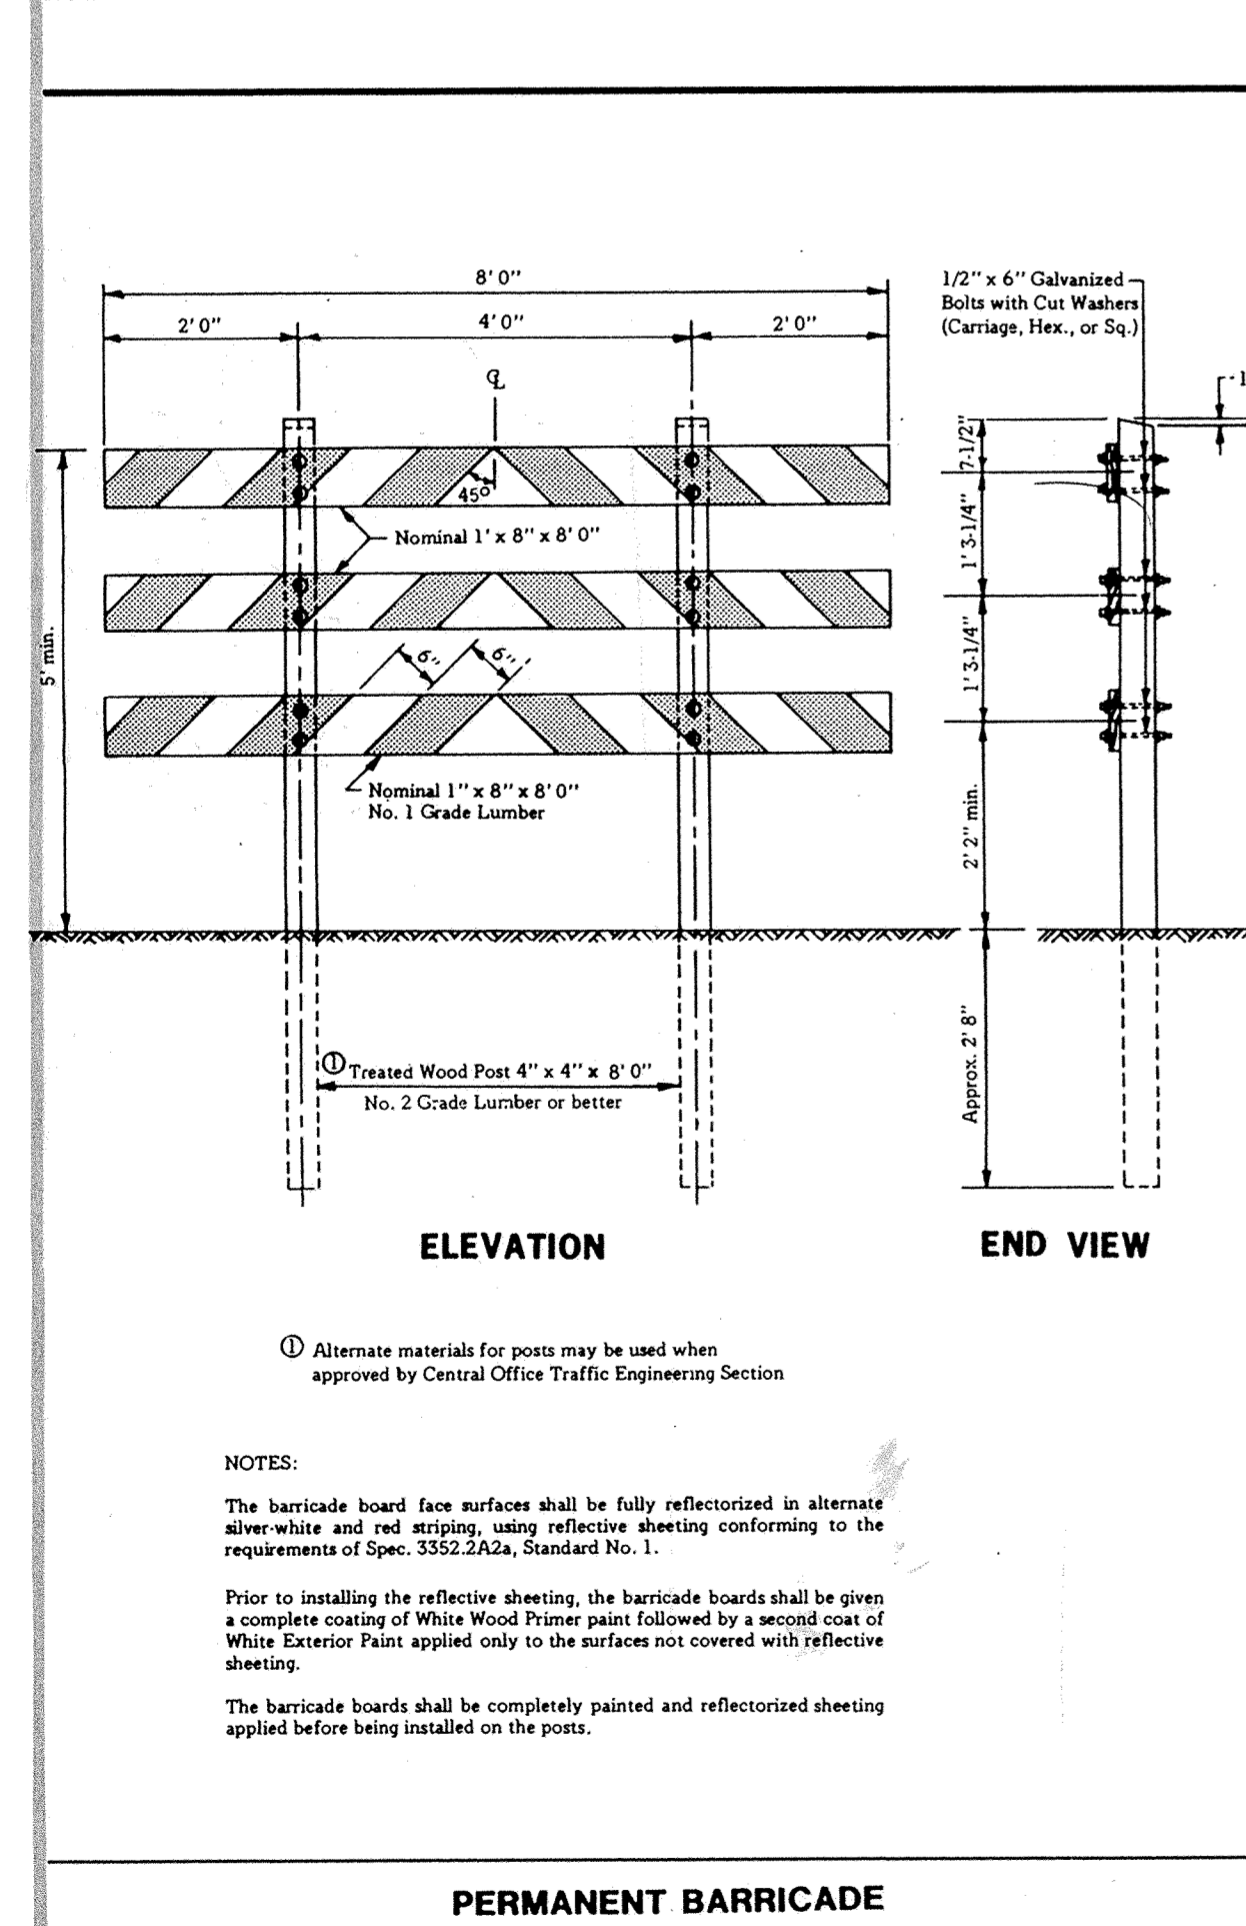 8' 0"
2' 0"
4' 0"
2' 0"
℄
45°
Nominal 1' x 8" x 8' 0"
5' min.
6"
6"
Nominal 1" x 8" x 8' 0"
No. 1 Grade Lumber
① Treated Wood Post 4" x 4" x 8' 0"
No. 2 Grade Lumber or better
ELEVATION
1/2" x 6" Galvanized
Bolts with Cut Washers
(Carriage, Hex., or Sq.)
7-1/2"
1' 3-1/4"
1' 3-1/4"
2' 2" min.
Approx. 2' 8"
END VIEW
① Alternate materials for posts may be used when
approved by Central Office Traffic Engineering Section
NOTES:
The barricade board face surfaces shall be fully reflectorized in alternate
silver-white and red striping, using reflective sheeting conforming to the
requirements of Spec. 3352.2A2a, Standard No. 1.
Prior to installing the reflective sheeting, the barricade boards shall be given
a complete coating of White Wood Primer paint followed by a second coat of
White Exterior Paint applied only to the surfaces not covered with reflective
sheeting.
The barricade boards shall be completely painted and reflectorized sheeting
applied before being installed on the posts.
PERMANENT BARRICADE